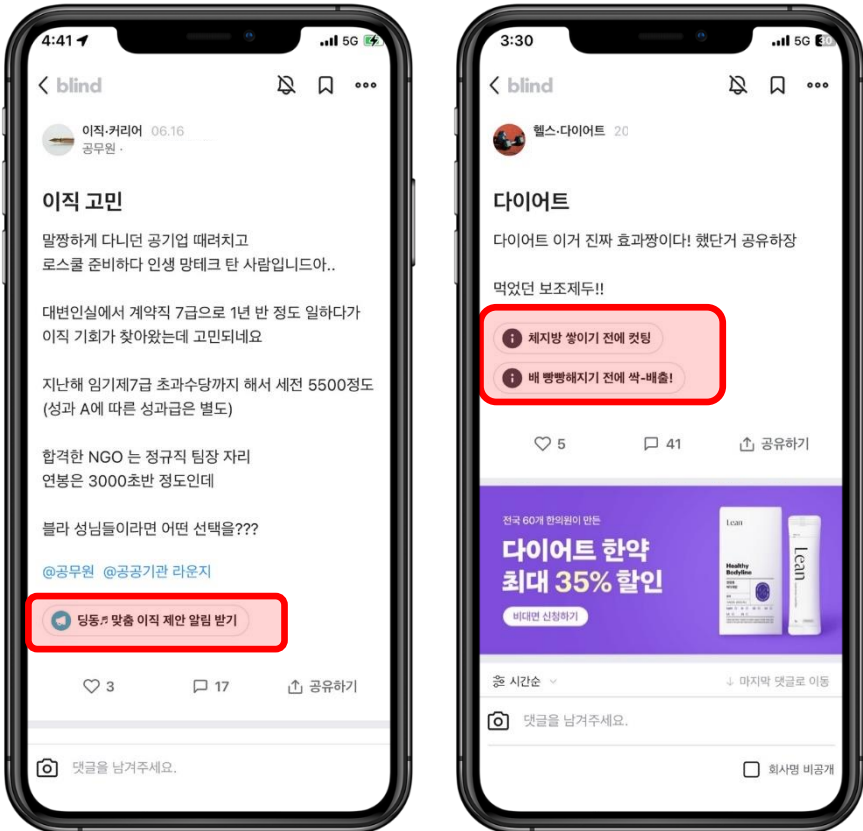 4:41
5G
blind
이직·커리어 06.16
공무원 ·
이직 고민
말짱하게 다니던 공기업 때려치고
로스쿨 준비하다 인생 망테크 탄 사람입니드아..
대변인실에서 계약직 7급으로 1년 반 정도 일하다가
이직 기회가 찾아왔는데 고민되네요
지난해 임기제7급 초과수당까지 해서 세전 5500정도
(성과 A에 따른 성과급은 별도)
합격한 NGO 는 정규직 팀장 자리
연봉은 3000초반 정도인데
블라 성님들이라면 어떤 선택을???
@공무원 @공공기관 라운지
딩동♬ 맞춤 이직 제안 알림 받기
3
17
공유하기
댓글을 남겨주세요.
3:30
5G
blind
헬스·다이어트 20
다이어트
다이어트 이거 진짜 효과짱이다! 했단거 공유하장
먹었던 보조제두!!
체지방 쌓이기 전에 컷팅
배 빵빵해지기 전에 싹-배출!
5
41
공유하기
전국 60개 한의원이 만든
다이어트 한약
최대 35% 할인
비대면 신청하기
Lean
Healthy
Bodyline
Lean
시간순
↓ 마지막 댓글로 이동
댓글을 남겨주세요.
회사명 비공개